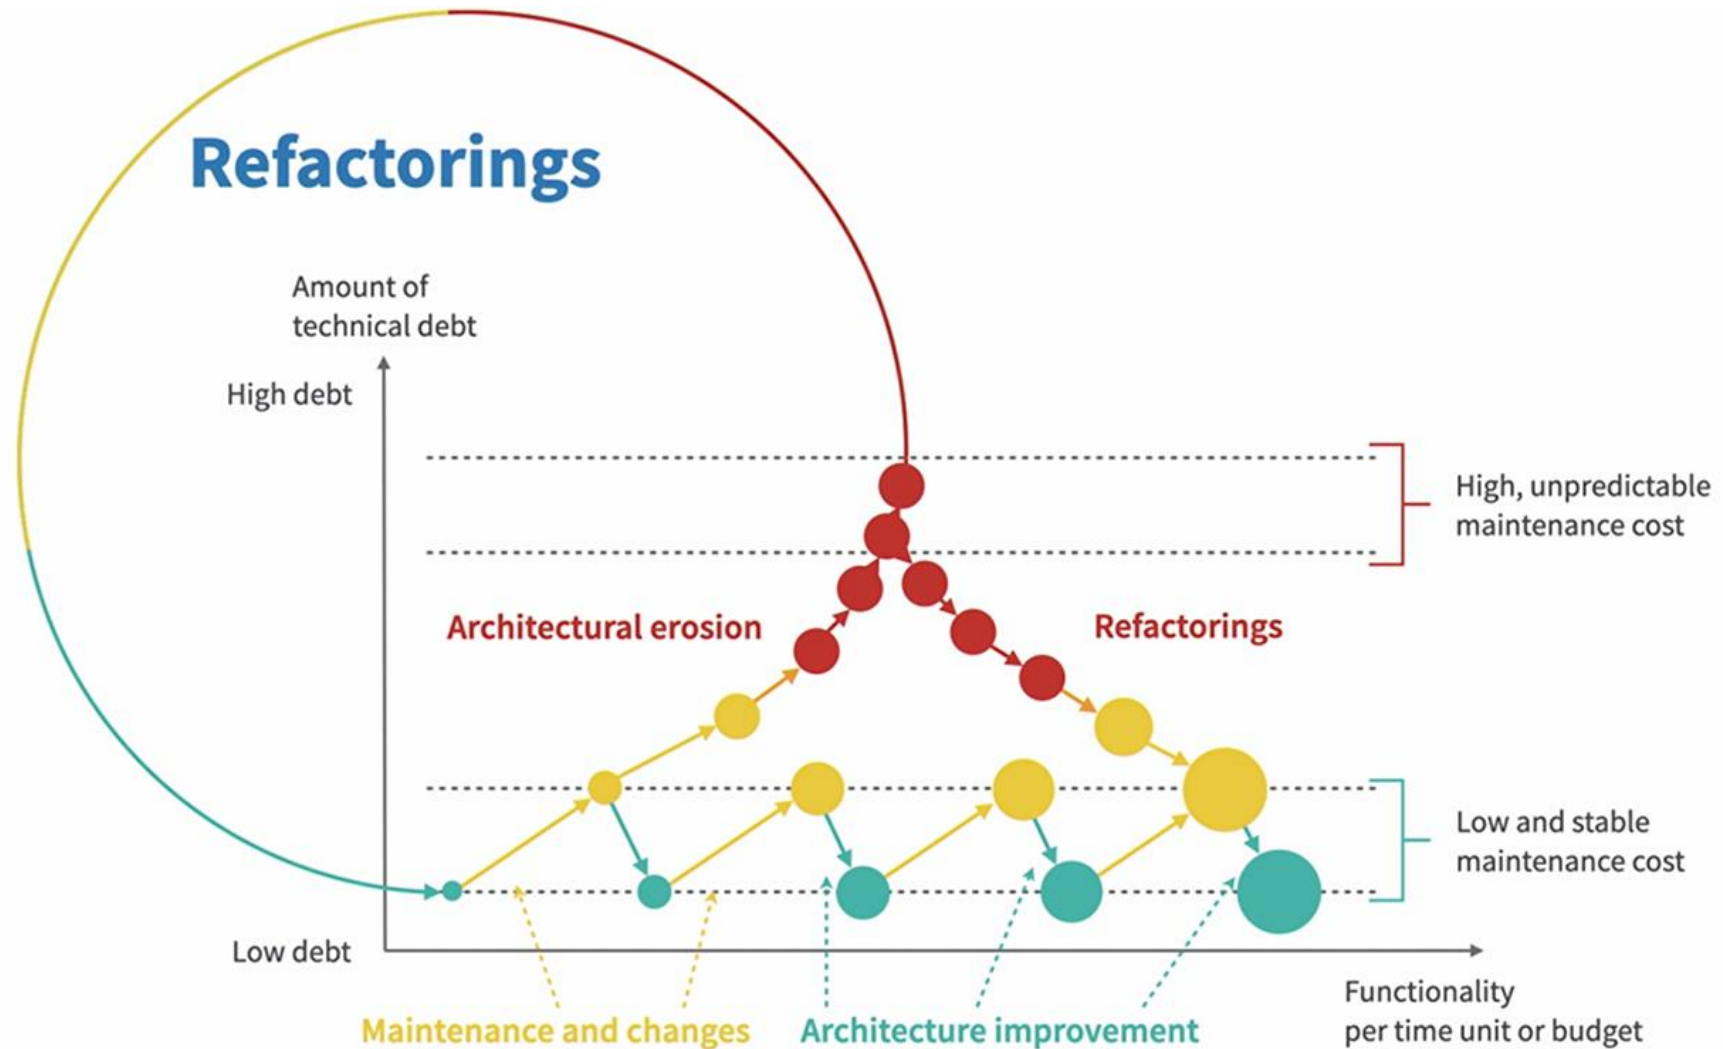 Refactorings
Amount of
technical debt
High debt
High, unpredictable
maintenance cost
Architectural erosion
Refactorings
Low and stable
maintenance cost
Low debt
Functionality
per time unit or budget
Maintenance and changes
Architecture improvement